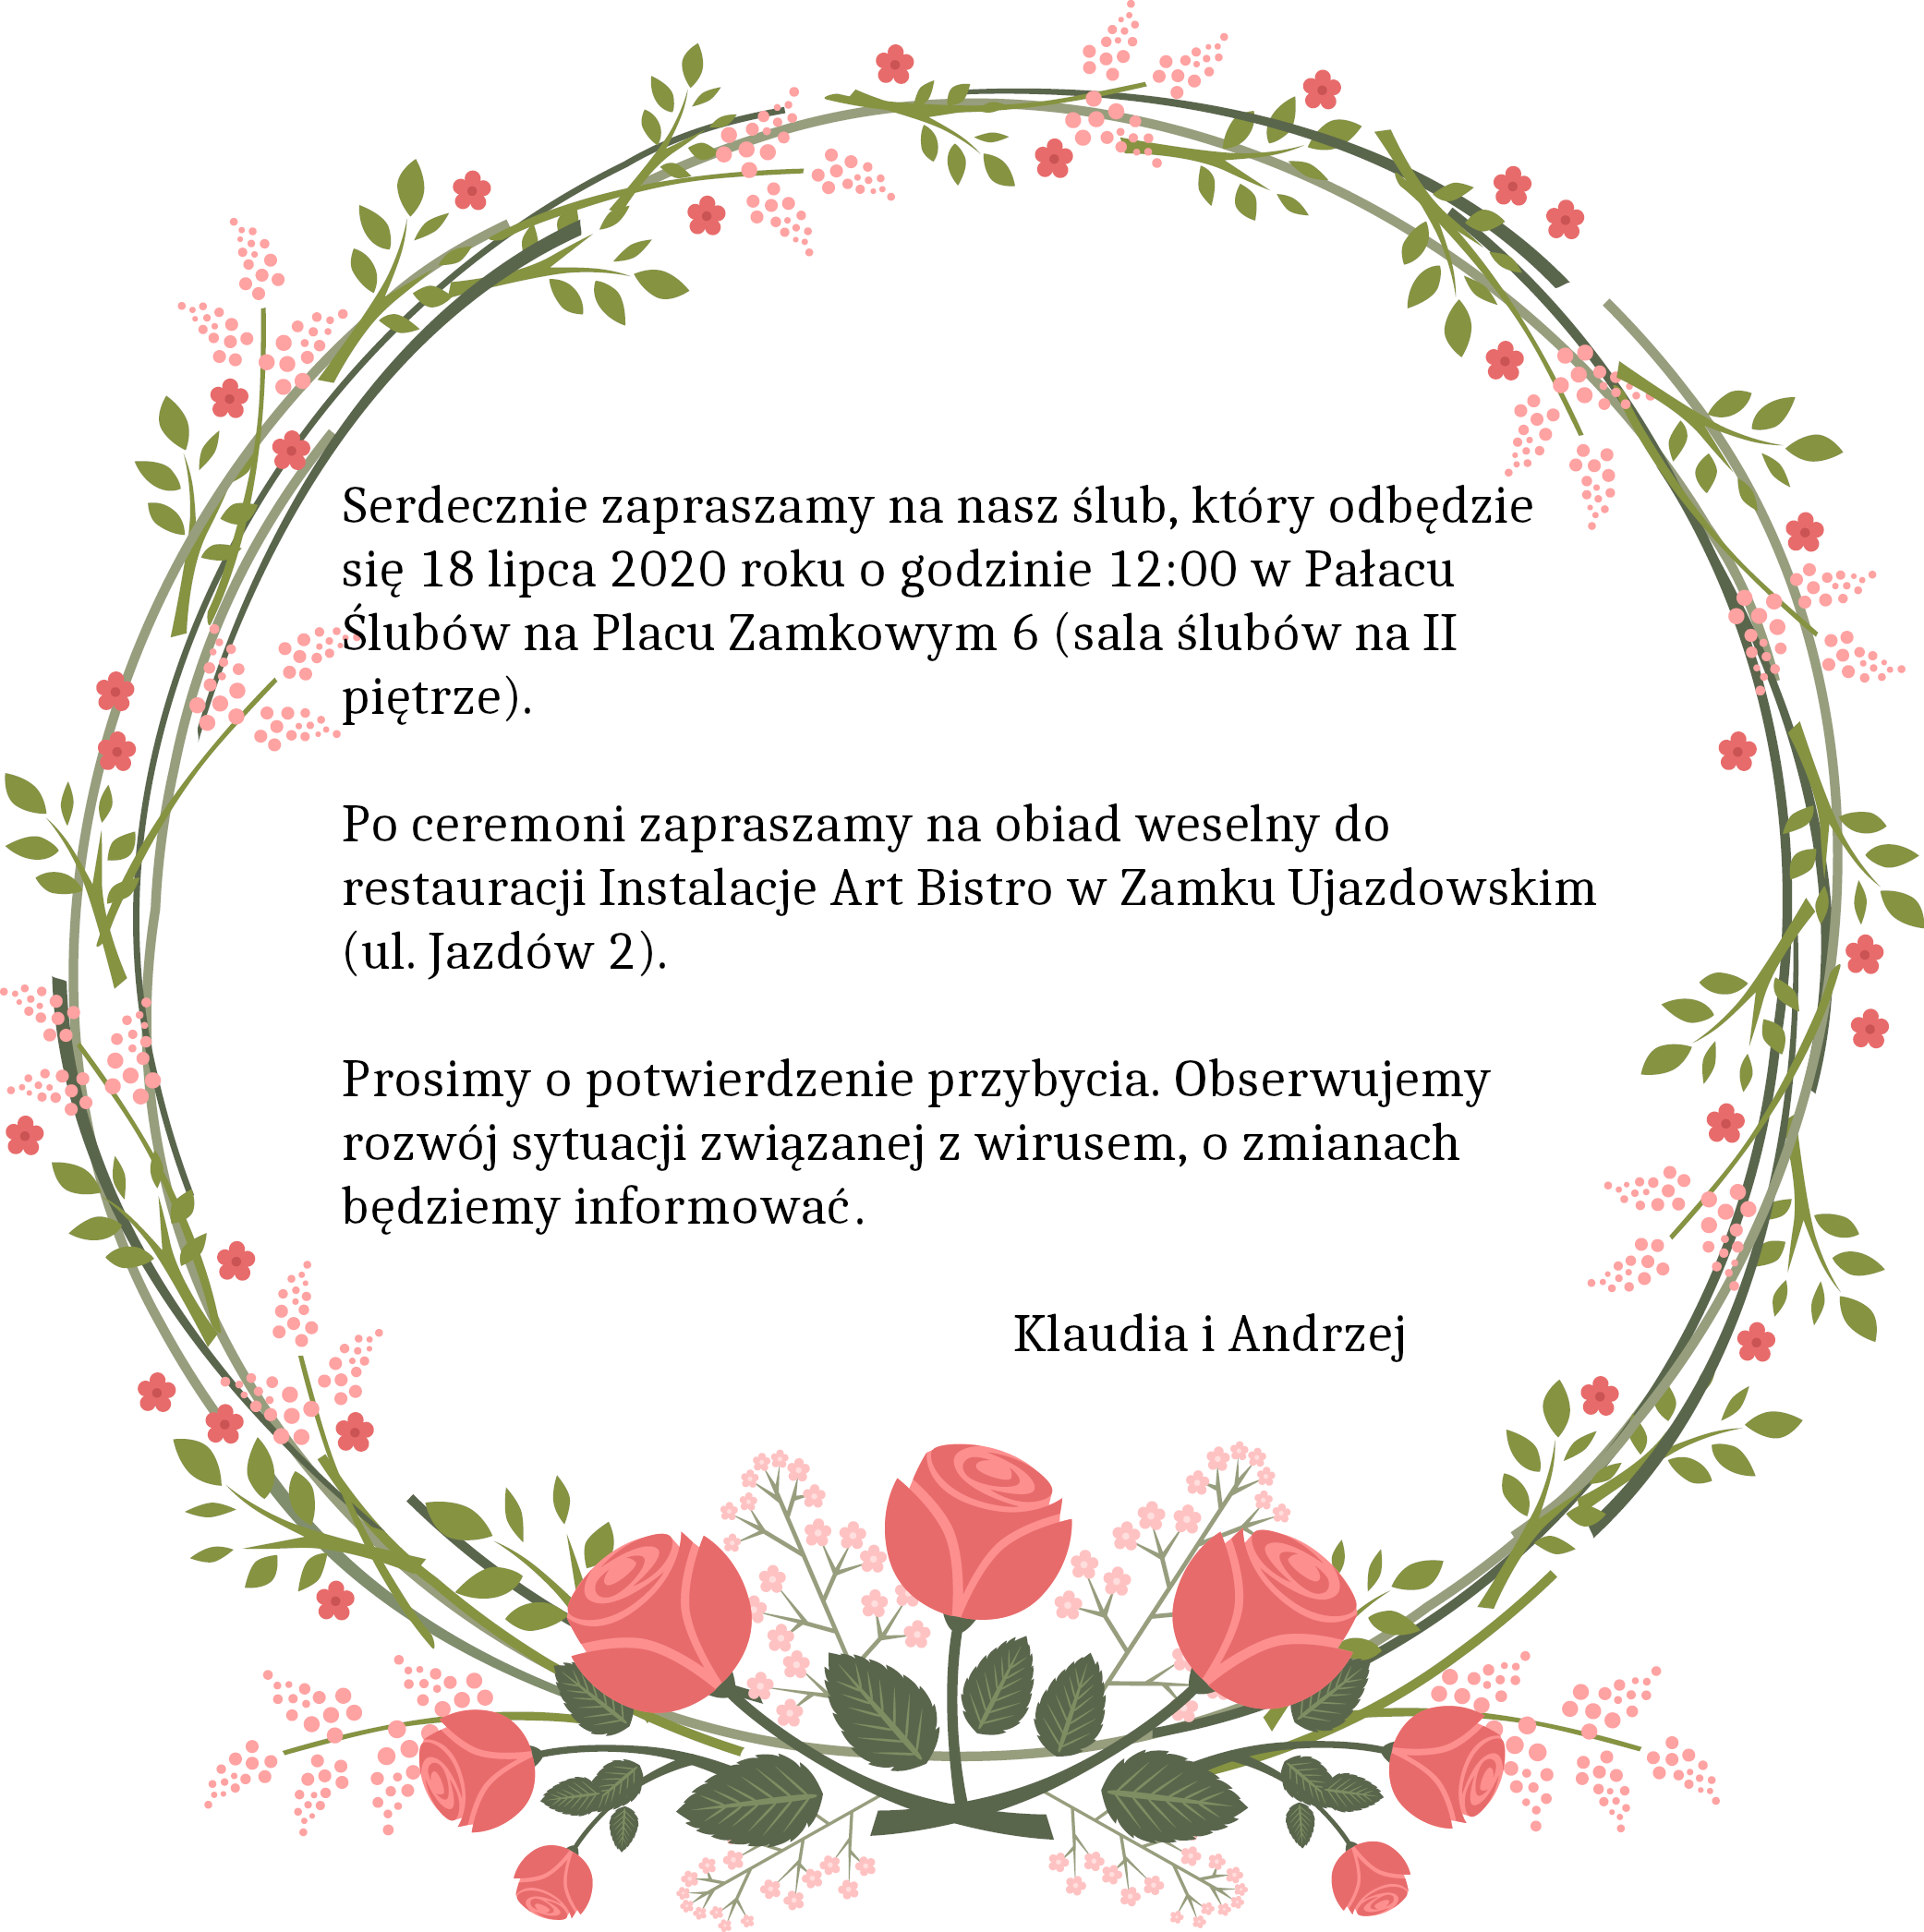 Serdecznie zapraszamy na nasz ślub, który odbędzie
się 18 lipca 2020 roku o godzinie 12:00 w Pałacu
Ślubów na Placu Zamkowym 6 (sala ślubów na II
piętrze).
Po ceremoni zapraszamy na obiad weselny do
restauracji Instalacje Art Bistro w Zamku Ujazdowskim
(ul. Jazdów 2).
Prosimy o potwierdzenie przybycia. Obserwujemy
rozwój sytuacji związanej z wirusem, o zmianach
będziemy informować.
Klaudia i Andrzej